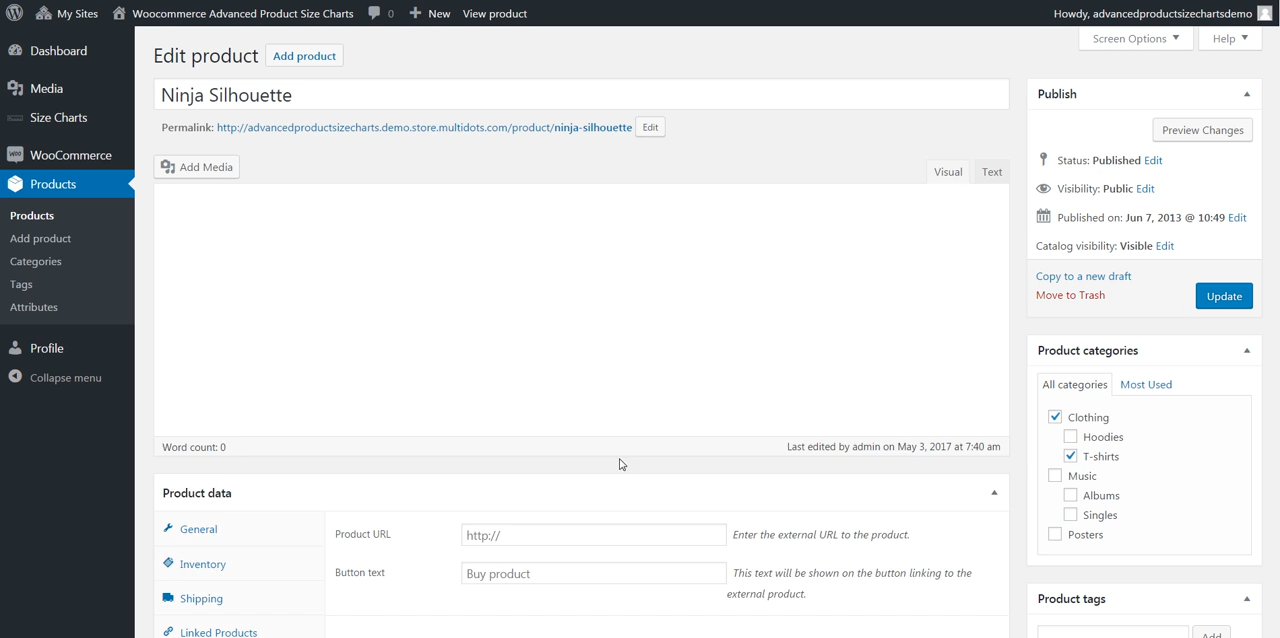 My Sites Woocommerce Advanced Product Size Charts 0 New View product Howdy, advancedproductsizechartsdemo
Screen Options Help
Dashboard
Media
Size Charts
WooCommerce
Products
Products
Add product
Categories
Tags
Attributes
Profile
Collapse menu
Edit product Add product
Ninja Silhouette
Permalink: http://advancedproductsizecharts.demo.store.multidots.com/product/ninja-silhouette Edit
Add Media
Visual Text
Word count: 0 Last edited by admin on May 3, 2017 at 7:40 am
Product data
General
Inventory
Shipping
Linked Products
Product URL http:// Enter the external URL to the product.
Button text Buy product This text will be shown on the button linking to the
external product.
Publish
Preview Changes
Status: Published Edit
Visibility: Public Edit
Published on: Jun 7, 2013 @ 10:49 Edit
Catalog visibility: Visible Edit
Copy to a new draft
Move to Trash
Update
Product categories
All categories Most Used
Clothing
Hoodies
T-shirts
Music
Albums
Singles
Posters
Product tags
Add